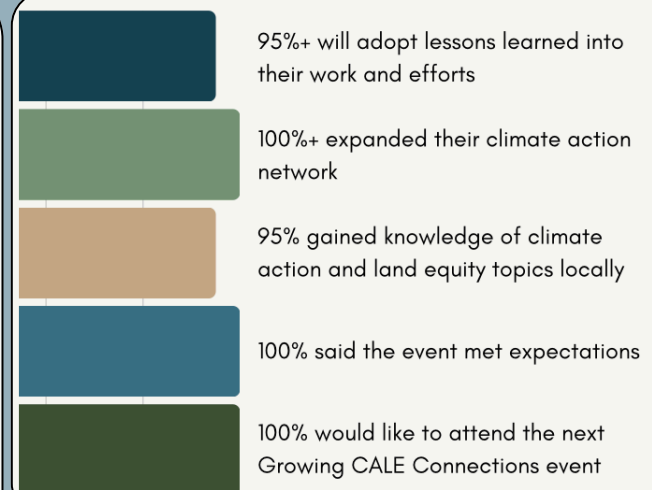 95%+ will adopt lessons learned into
their work and efforts
100%+ expanded their climate action
network
95% gained knowledge of climate
action and land equity topics locally
100% said the event met expectations
100% would like to attend the next
Growing CALE Connections event